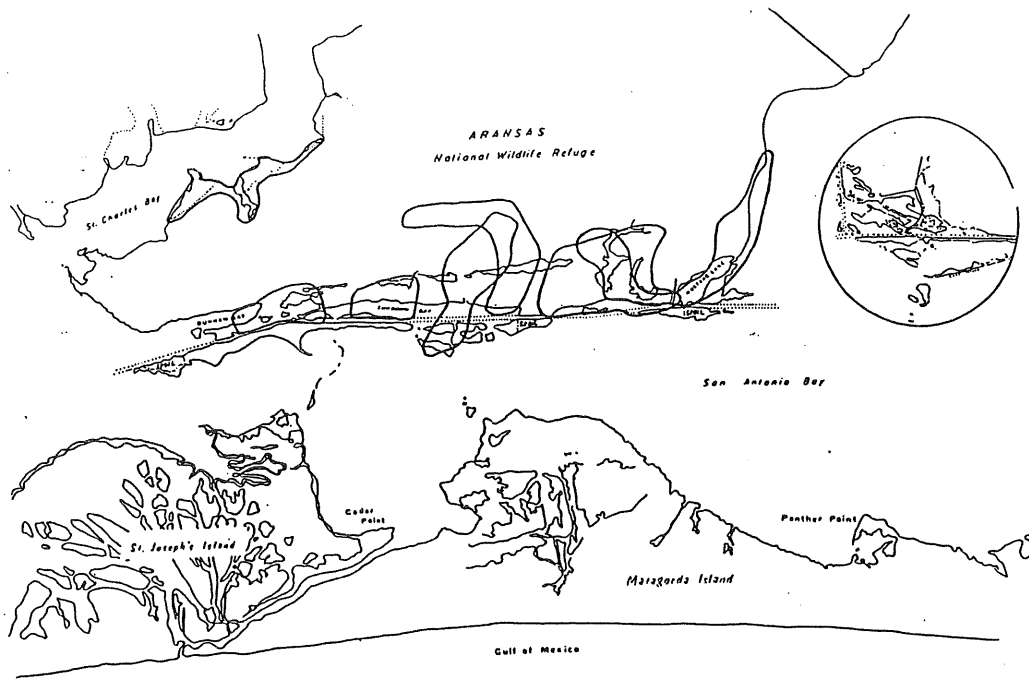 ARANSAS
National Wildlife Refuge
St. Charles Bay
San Antonio Bay
Cedar
Point
St. Joseph's Island
Panther Point
Matagorda Island
Gulf of Mexico